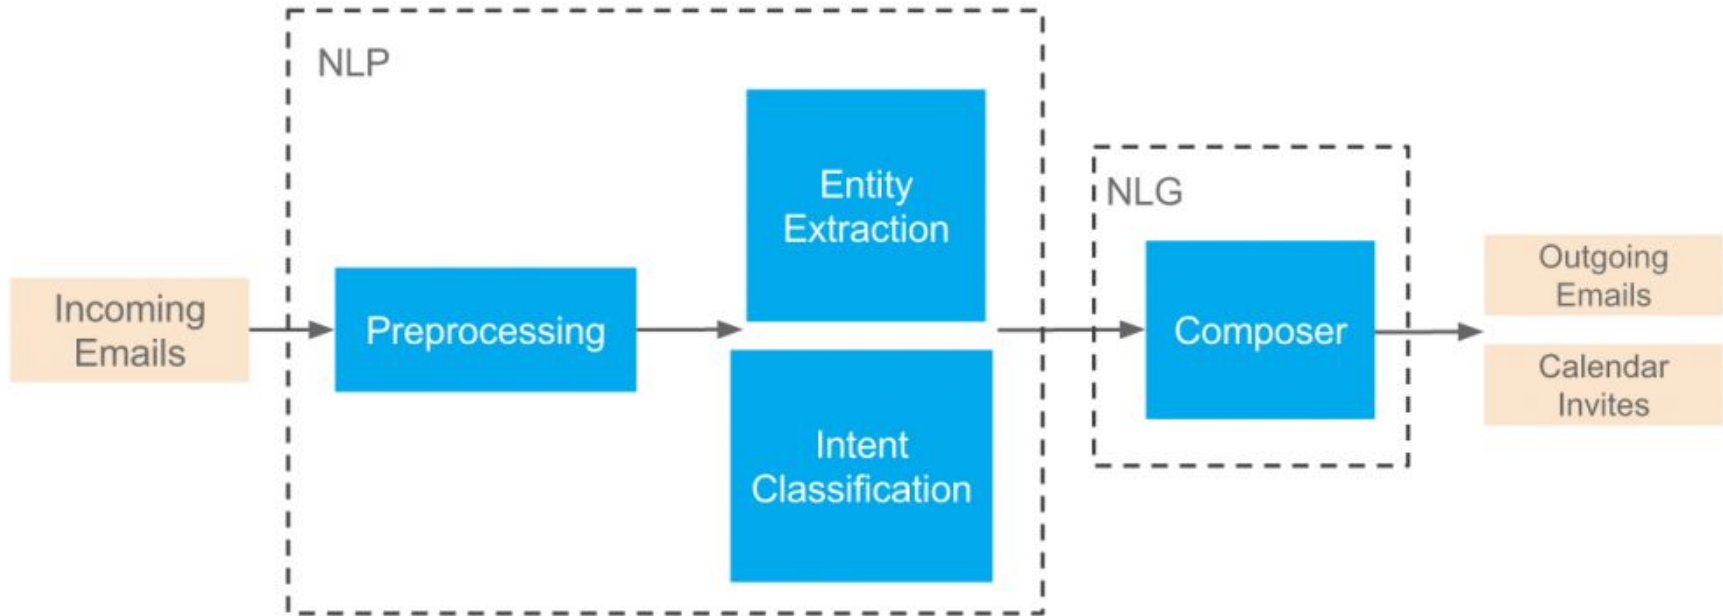 NLP
Entity
Extraction
NLG
Incoming
Emails
Preprocessing
Composer
Outgoing
Emails
Intent
Classification
Calendar
Invites